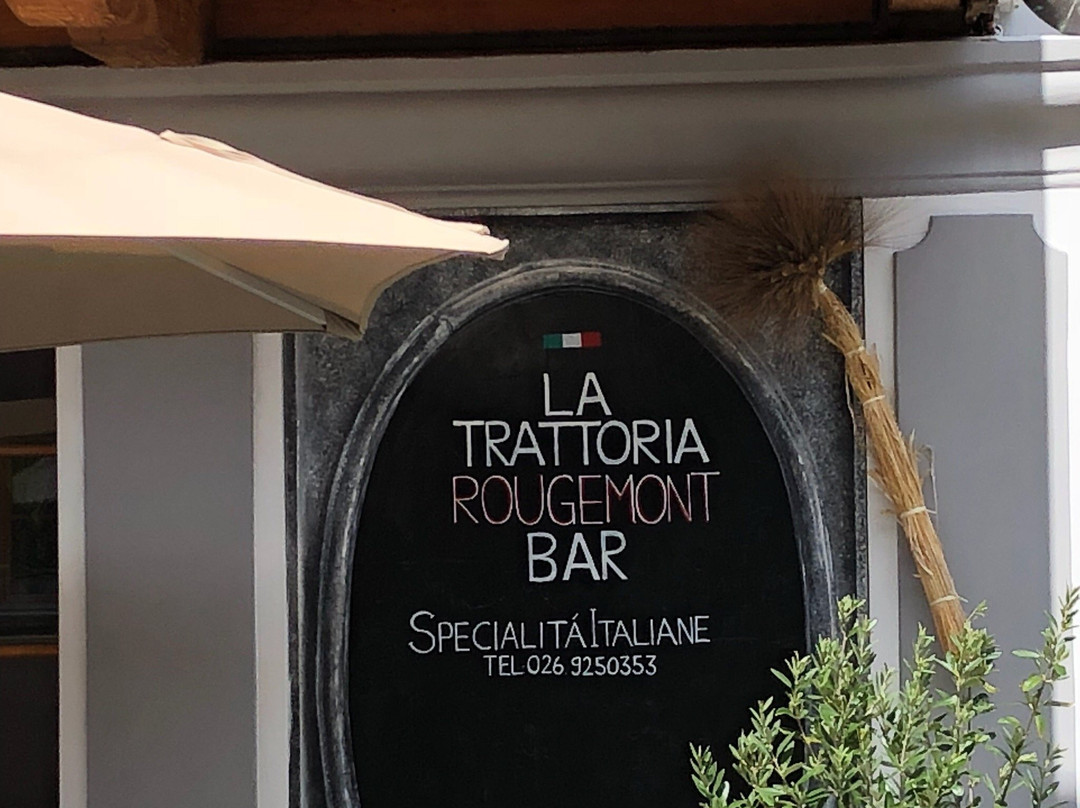 LA
TRATTORIA
ROUGEMONT
BAR
SPECIALITÁ ITALIANE
TEL.026 9250353